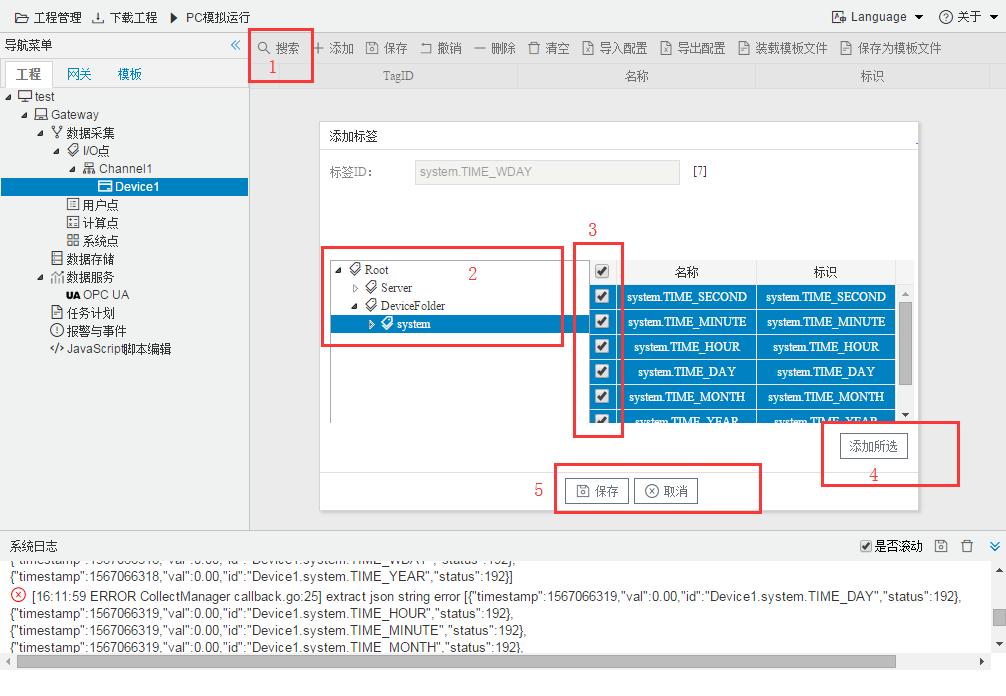 工程管理 下载工程 PC模拟运行 Language 关于
导航菜单
搜索 添加 保存 撤销 删除 清空 导入配置 导出配置 装载模板文件 保存为模板文件
1
工程 网关 模板
TagID 名称 标识
test
Gateway
数据采集
I/O点
Channel1
Device1
用户点
计算点
系统点
数据存储
数据服务
UA OPC UA
任务计划
报警与事件
JavaScript脚本编辑
添加标签
标签ID: system.TIME_WDAY [7]
2
3
Root
Server
DeviceFolder
system
名称 标识
system.TIME_SECOND system.TIME_SECOND
system.TIME_MINUTE system.TIME_MINUTE
system.TIME_HOUR system.TIME_HOUR
system.TIME_DAY system.TIME_DAY
system.TIME_MONTH system.TIME_MONTH
system.TIME_YEAR system.TIME_YEAR
添加所选
4
5
保存 取消
系统日志 是否滚动
{"timestamp":1567066318,"val":0.00,"id":"Device1.system.TIME_WDAY","status":192},
{"timestamp":1567066318,"val":0.00,"id":"Device1.system.TIME_YEAR","status":192}]
[16:11:59 ERROR CollectManager callback.go:25] extract json string error [{"timestamp":1567066319,"val":0.00,"id":"Device1.system.TIME_DAY","status":192},
{"timestamp":1567066319,"val":0.00,"id":"Device1.system.TIME_HOUR","status":192},
{"timestamp":1567066319,"val":0.00,"id":"Device1.system.TIME_MINUTE","status":192},
{"timestamp":1567066319,"val":0.00,"id":"Device1.system.TIME_MONTH","status":192},